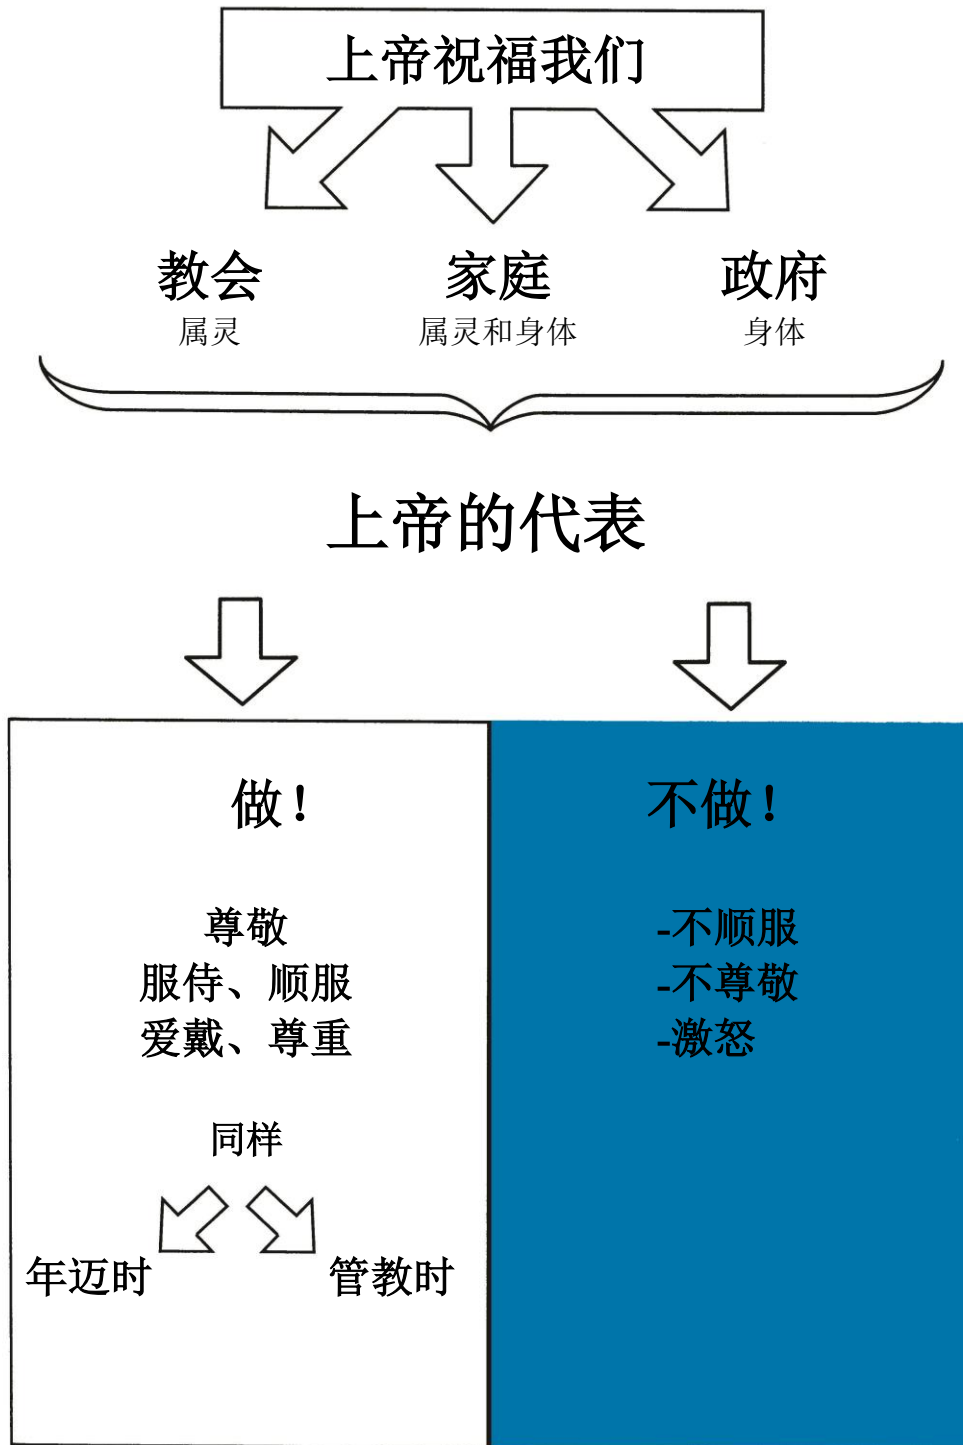 上帝祝福我们
教会 家庭 政府
属灵 属灵和身体 身体
上帝的代表
做！
尊敬
服侍、顺服
爱戴、尊重
同样
年迈时 管教时
不做！
-不顺服
-不尊敬
-激怒